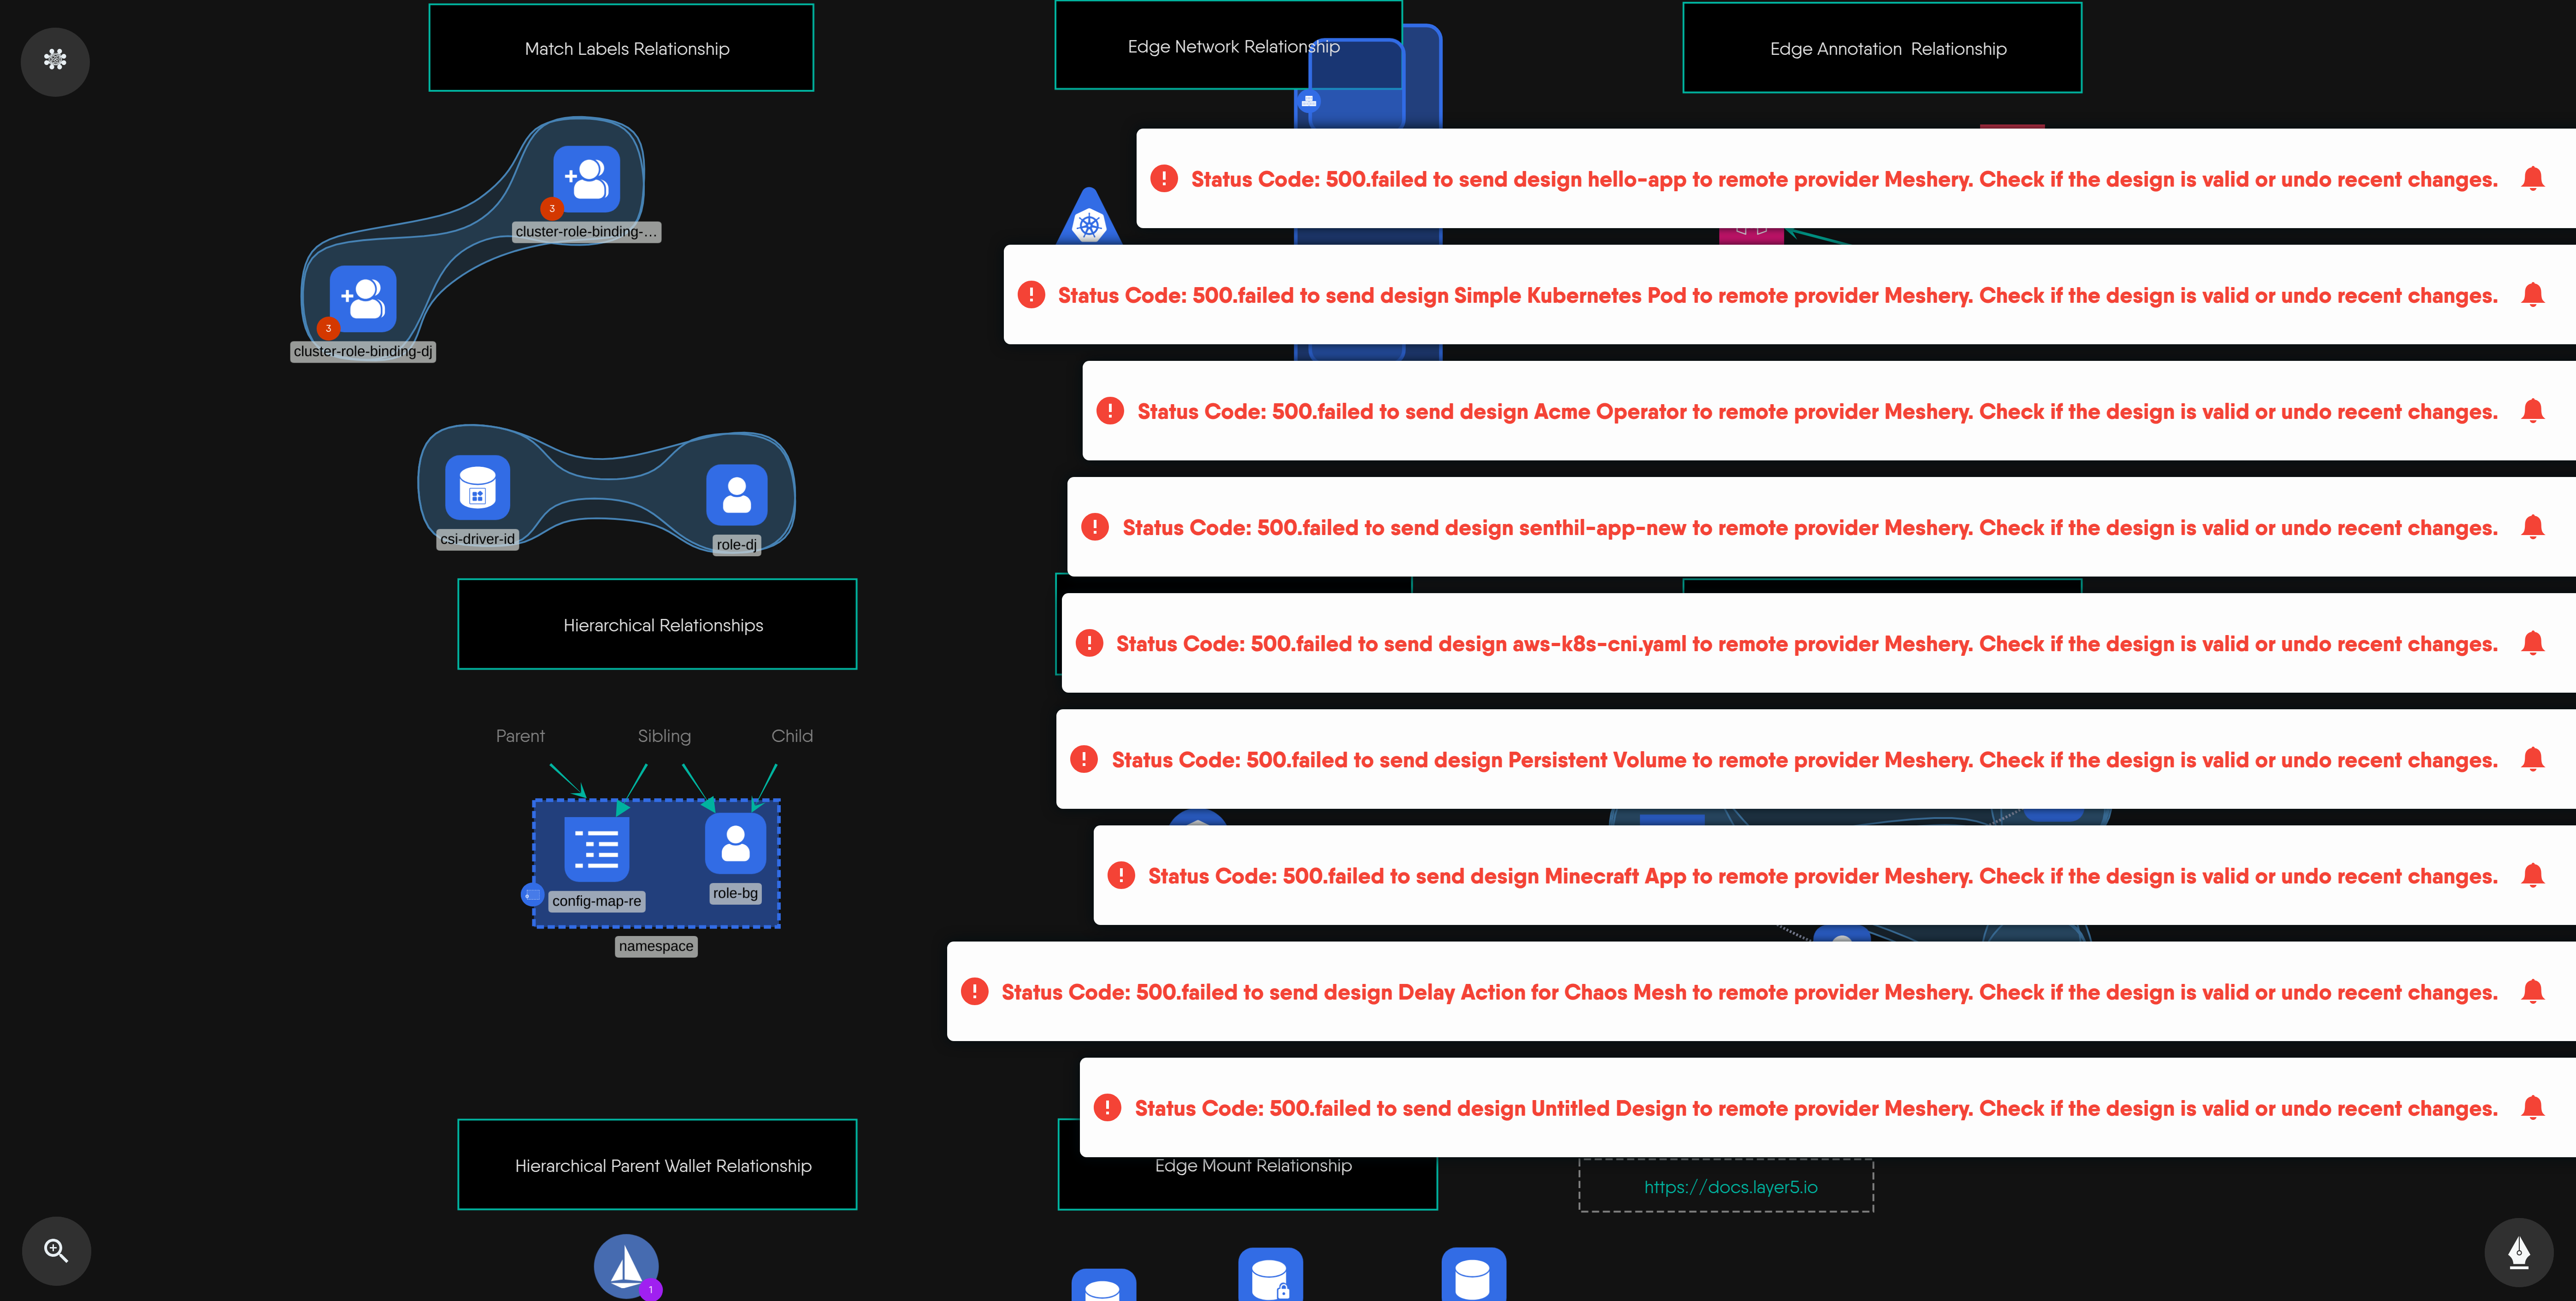 Match Labels Relationship
Edge Network Relationship
Edge Annotation  Relationship
3
cluster-role-binding-...
3
cluster-role-binding-dj
Status Code: 500.failed to send design hello-app to remote provider Meshery. Check if the design is valid or undo recent changes.
Status Code: 500.failed to send design Simple Kubernetes Pod to remote provider Meshery. Check if the design is valid or undo recent changes.
Status Code: 500.failed to send design Acme Operator to remote provider Meshery. Check if the design is valid or undo recent changes.
Status Code: 500.failed to send design senthil-app-new to remote provider Meshery. Check if the design is valid or undo recent changes.
csi-driver-id
role-dj
Hierarchical Relationships
Status Code: 500.failed to send design aws-k8s-cni.yaml to remote provider Meshery. Check if the design is valid or undo recent changes.
Parent
Sibling
Child
Status Code: 500.failed to send design Persistent Volume to remote provider Meshery. Check if the design is valid or undo recent changes.
config-map-re
role-bg
namespace
Status Code: 500.failed to send design Minecraft App to remote provider Meshery. Check if the design is valid or undo recent changes.
Status Code: 500.failed to send design Delay Action for Chaos Mesh to remote provider Meshery. Check if the design is valid or undo recent changes.
Status Code: 500.failed to send design Untitled Design to remote provider Meshery. Check if the design is valid or undo recent changes.
Hierarchical Parent Wallet Relationship
Edge Mount Relationship
https://docs.layer5.io
1